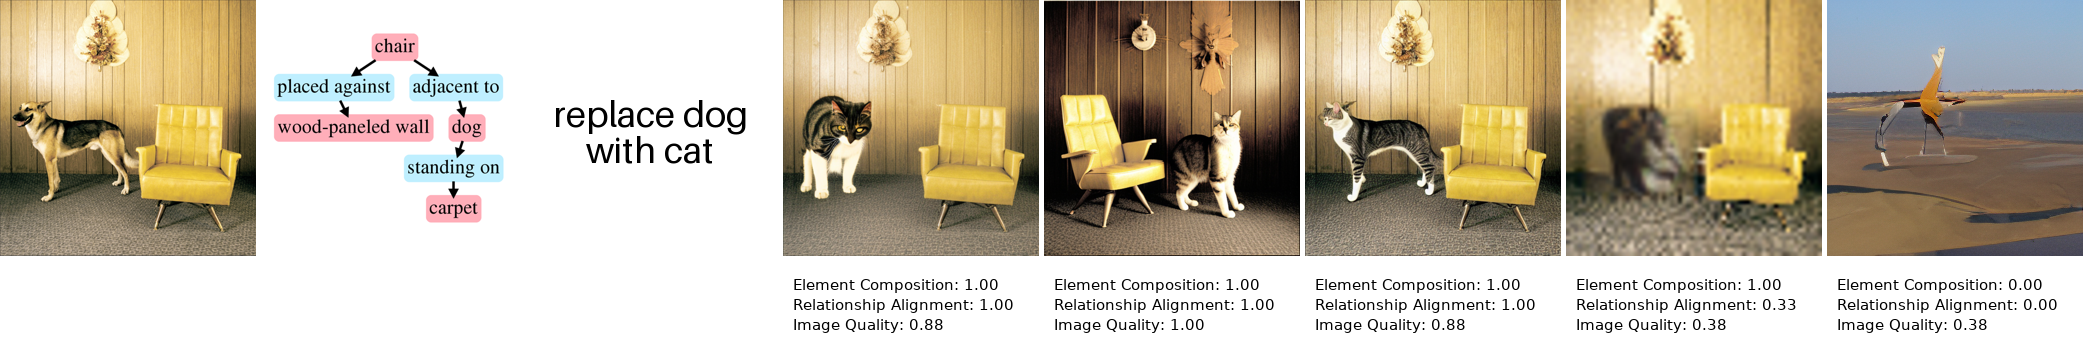 chair
placed against
adjacent to
wood-paneled wall
dog
standing on
carpet
replace dog
with cat
Element Composition: 1.00
Relationship Alignment: 1.00
Image Quality: 0.88
Element Composition: 1.00
Relationship Alignment: 1.00
Image Quality: 1.00
Element Composition: 1.00
Relationship Alignment: 1.00
Image Quality: 0.88
Element Composition: 1.00
Relationship Alignment: 0.33
Image Quality: 0.38
Element Composition: 0.00
Relationship Alignment: 0.00
Image Quality: 0.38